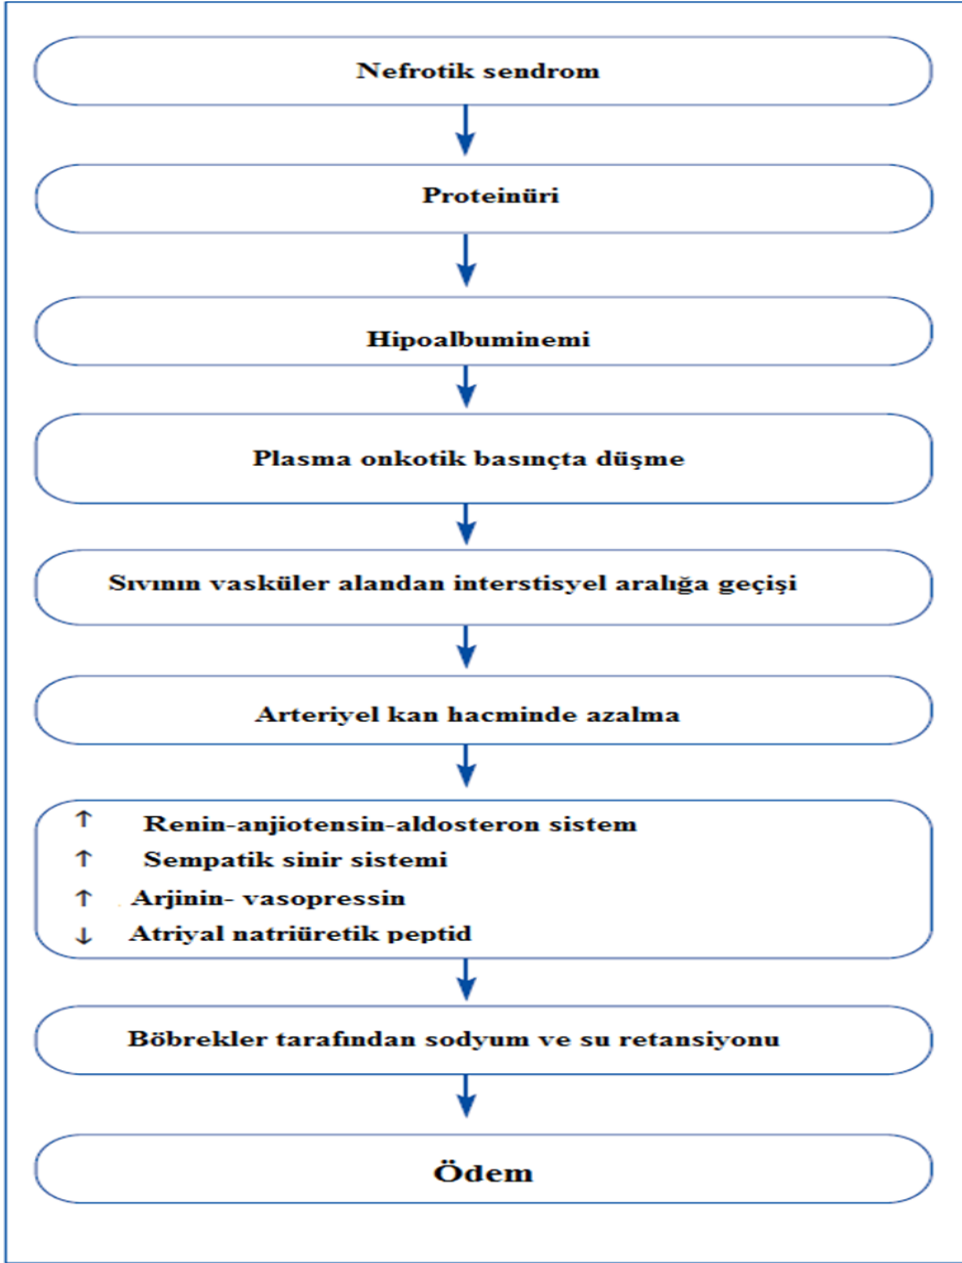 Nefrotik sendrom
Proteinüri
Hipoalbuminemi
Plasma onkotik basınçta düşme
Sıvının vasküler alandan interstisyel aralığa geçişi
Arteriyel kan hacminde azalma
↑ Renin-anjiotensin-aldosteron sistem
↑ Sempatik sinir sistemi
↑ Arjinin- vasopressin
↓ Atriyal natriüretik peptid
Böbrekler tarafından sodyum ve su retansiyonu
Ödem